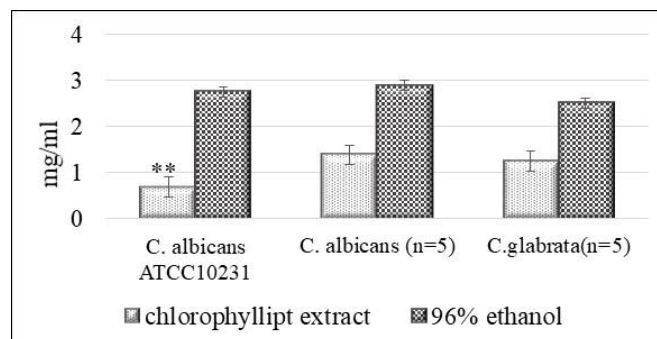 4
3
2
1
0
mg/ml
**
C. albicans
ATCC10231
C. albicans (n=5)
C.glabrata(n=5)
chlorophyllipt extract
96% ethanol